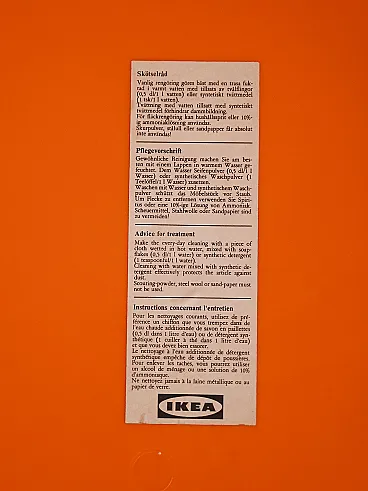 Skötselråd
Vanlig rengöring göres bäst med en trasa fuk-
tad i varmt vatten med tillsats av tvålflingor
(0,5 dl/1 l vatten) eller syntetiskt tvättmedel
(1 tsk/1 l vatten).
Tvättning med vatten tillsatt med syntetiskt
tvättmedel förhindrar dammbildning.
För fläckrengöring kan hushållssprit eller 10%-
ig ammoniaklösning användas.
Skurpulver, stålull eller sandpapper får absolut
inte användas!
Pflegevorschrift
Gewöhnliche Reinigung machen Sie am bes-
ten mit einem Lappen in warmem Wasser ge-
feuchtet. Dem Wasser Seifenpulver (0,5 dl/1 l
Wasser) oder synthetisches Waschpulver (1
Teelöffel/1 l Wasser) zusetzen.
Waschen mit Wasser und synthetischem Wasch-
pulver schützt das Möbelstück vor Staub.
Um Flecke zu entfernen verwenden Sie Spiri-
tus oder eine 10%-ige Lösung von Ammoniak.
Scheuermittel, Stahlwolle oder Sandpapier sind
zu vermeiden!
Advice for treatment
Make the every-day cleaning with a piece of
cloth wetted in hot water, mixed with soap-
flakes (0,5 dl/1 l water) or synthetic detergent
(1 teaspoonful/1 l water).
Cleaning with water mixed with synthetic de-
tergent effectively protects the article against
dust.
Scouring-powder, steel wool or sand-paper must
not be used.
Instructions concernant l'entretien
Pour les nettoyages courants, utilisez de pré-
férence un chiffon que vous trempez dans de
l'eau chaude additionnée de savon en paillettes
(0,5 dl dans 1 litre d'eau) ou de détergent syn-
thétique (1 cuiller à thé dans 1 litre d'eau)
et que vous devez bien essorer.
Le nettoyage à l'eau additionnée de détergent
synthétique empêche de dépôt de poussières.
Pour enlever les taches, vous pourrez utiliser
un alcool de ménage ou une solution de 10%
d'ammoniaque.
Ne nettoyez jamais à la laine métallique ou au
papier de verre.
IKEA